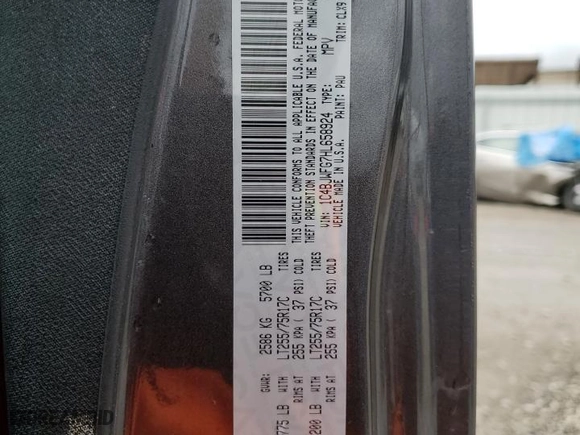 GVWR: 2586 KG 5700 LB
775 LB WITH LT255/75R17C TIRES
RIMS AT 255 KPA ( 37 PSI) COLD
200 LB WITH LT255/75R17C TIRES
RIMS AT 255 KPA ( 37 PSI) COLD
THIS VEHICLE CONFORMS TO ALL APPLICABLE U.S.A. FEDERAL MOTOR
THEFT PREVENTION STANDARDS IN EFFECT ON THE DATE OF MANUFA
VIN: 1C4BJWFG7HL658924 TYPE: MPV
VEHICLE MADE IN U.S.A. PAINT: PAU TRIM: CLX9